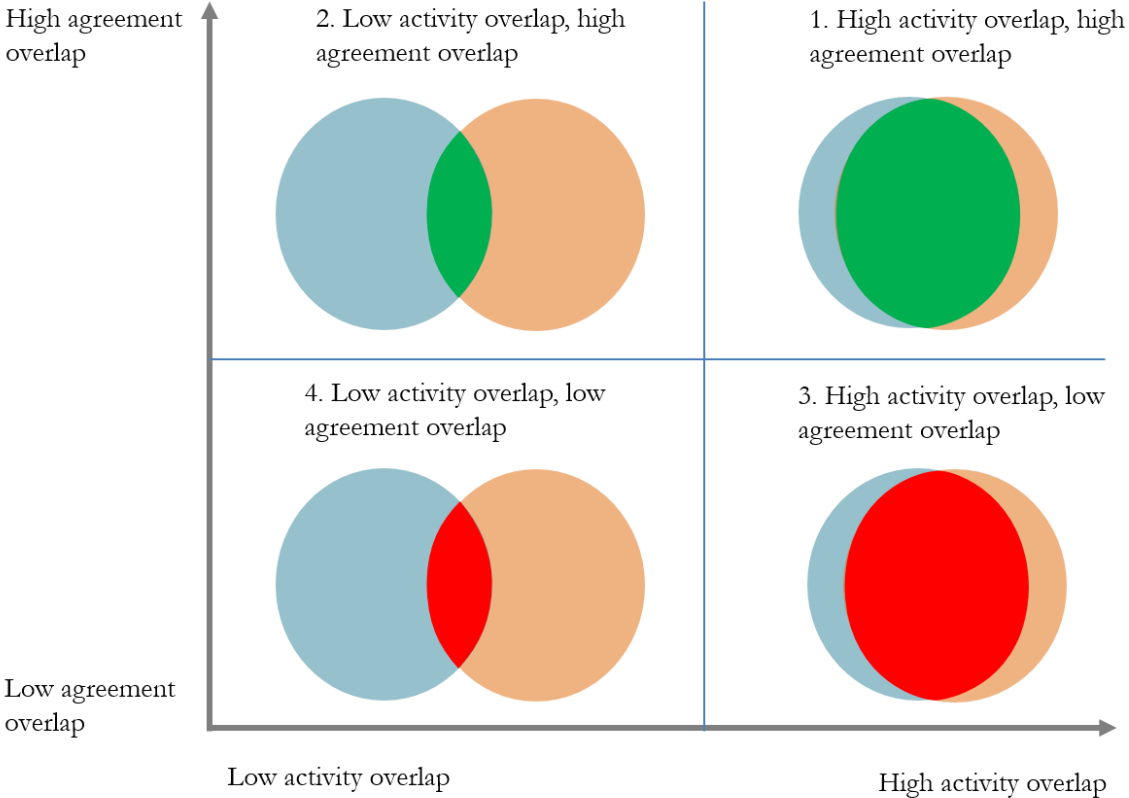 High agreement
overlap
2. Low activity overlap, high
agreement overlap
1. High activity overlap, high
agreement overlap
4. Low activity overlap, low
agreement overlap
3. High activity overlap, low
agreement overlap
Low agreement
overlap
Low activity overlap
High activity overlap